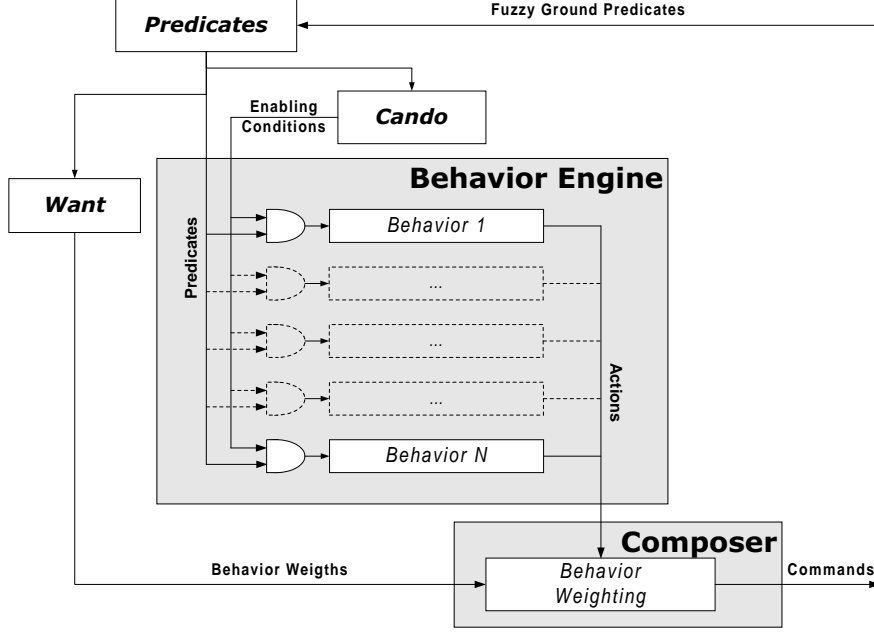 Fuzzy Ground Predicates
Predicates
Enabling
Conditions
Cando
Want
Behavior Engine
Predicates
Behavior 1
...
...
...
Behavior N
Actions
Composer
Behavior
Weighting
Behavior Weigths
Commands